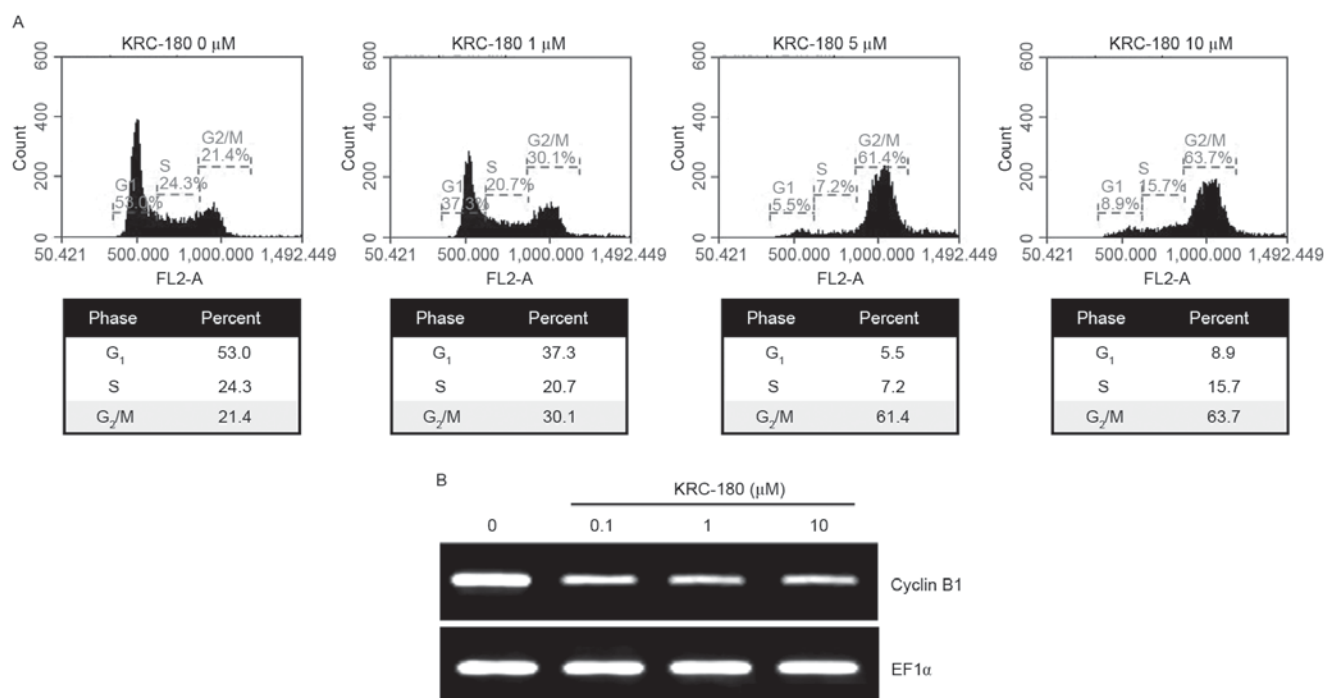 A
KRC-180 0 μM
600
400
200
0
Count
G1
53.0%
S
24.3%
G2/M
21.4%
50.421
500.000
1,000.000
1,492.449
FL2-A
KRC-180 1 μM
600
400
200
0
Count
G1
37.3%
S
20.7%
G2/M
30.1%
50.421
500.000
1,000.000
1,492.449
FL2-A
KRC-180 5 μM
600
400
200
0
Count
G1
5.5%
S
7.2%
G2/M
61.4%
50.421
500.000
1,000.000
1,492.449
FL2-A
KRC-180 10 μM
600
400
200
0
Count
G1
8.9%
S
15.7%
G2/M
63.7%
50.421
500.000
1,000.000
1,492.449
FL2-A
Phase Percent
G₁ 53.0
S 24.3
G₂/M 21.4
Phase Percent
G₁ 37.3
S 20.7
G₂/M 30.1
Phase Percent
G₁ 5.5
S 7.2
G₂/M 61.4
Phase Percent
G₁ 8.9
S 15.7
G₂/M 63.7
B
KRC-180 (μM)
0 0.1 1 10
Cyclin B1
EF1α